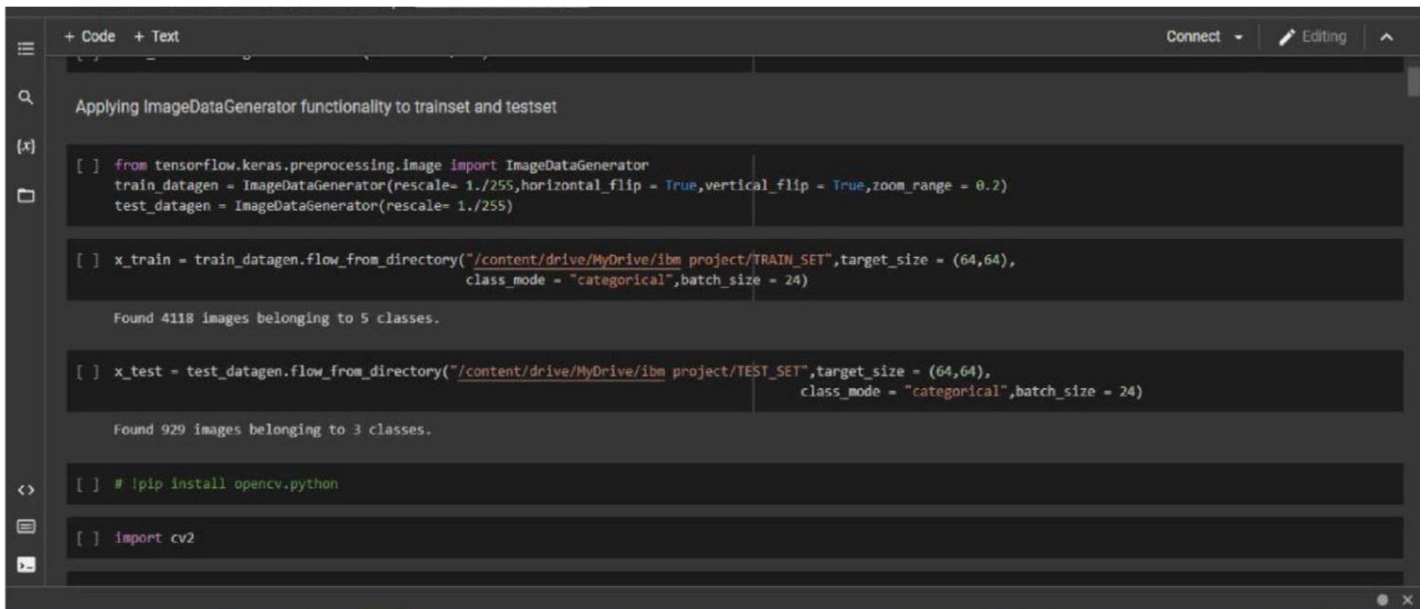 + Code + Text
Connect
Editing
Applying ImageDataGenerator functionality to trainset and testset
{x}
[ ] from tensorflow.keras.preprocessing.image import ImageDataGenerator
train_datagen = ImageDataGenerator(rescale= 1./255,horizontal_flip = True,vertical_flip = True,zoom_range = 0.2)
test_datagen = ImageDataGenerator(rescale= 1./255)
[ ] x_train = train_datagen.flow_from_directory("/content/drive/MyDrive/ibm project/TRAIN_SET",target_size = (64,64),
class_mode = "categorical",batch_size = 24)
Found 4118 images belonging to 5 classes.
[ ] x_test = test_datagen.flow_from_directory("/content/drive/MyDrive/ibm project/TEST_SET",target_size = (64,64),
class_mode = "categorical",batch_size = 24)
Found 929 images belonging to 3 classes.
[ ] # !pip install opencv.python
[ ] import cv2